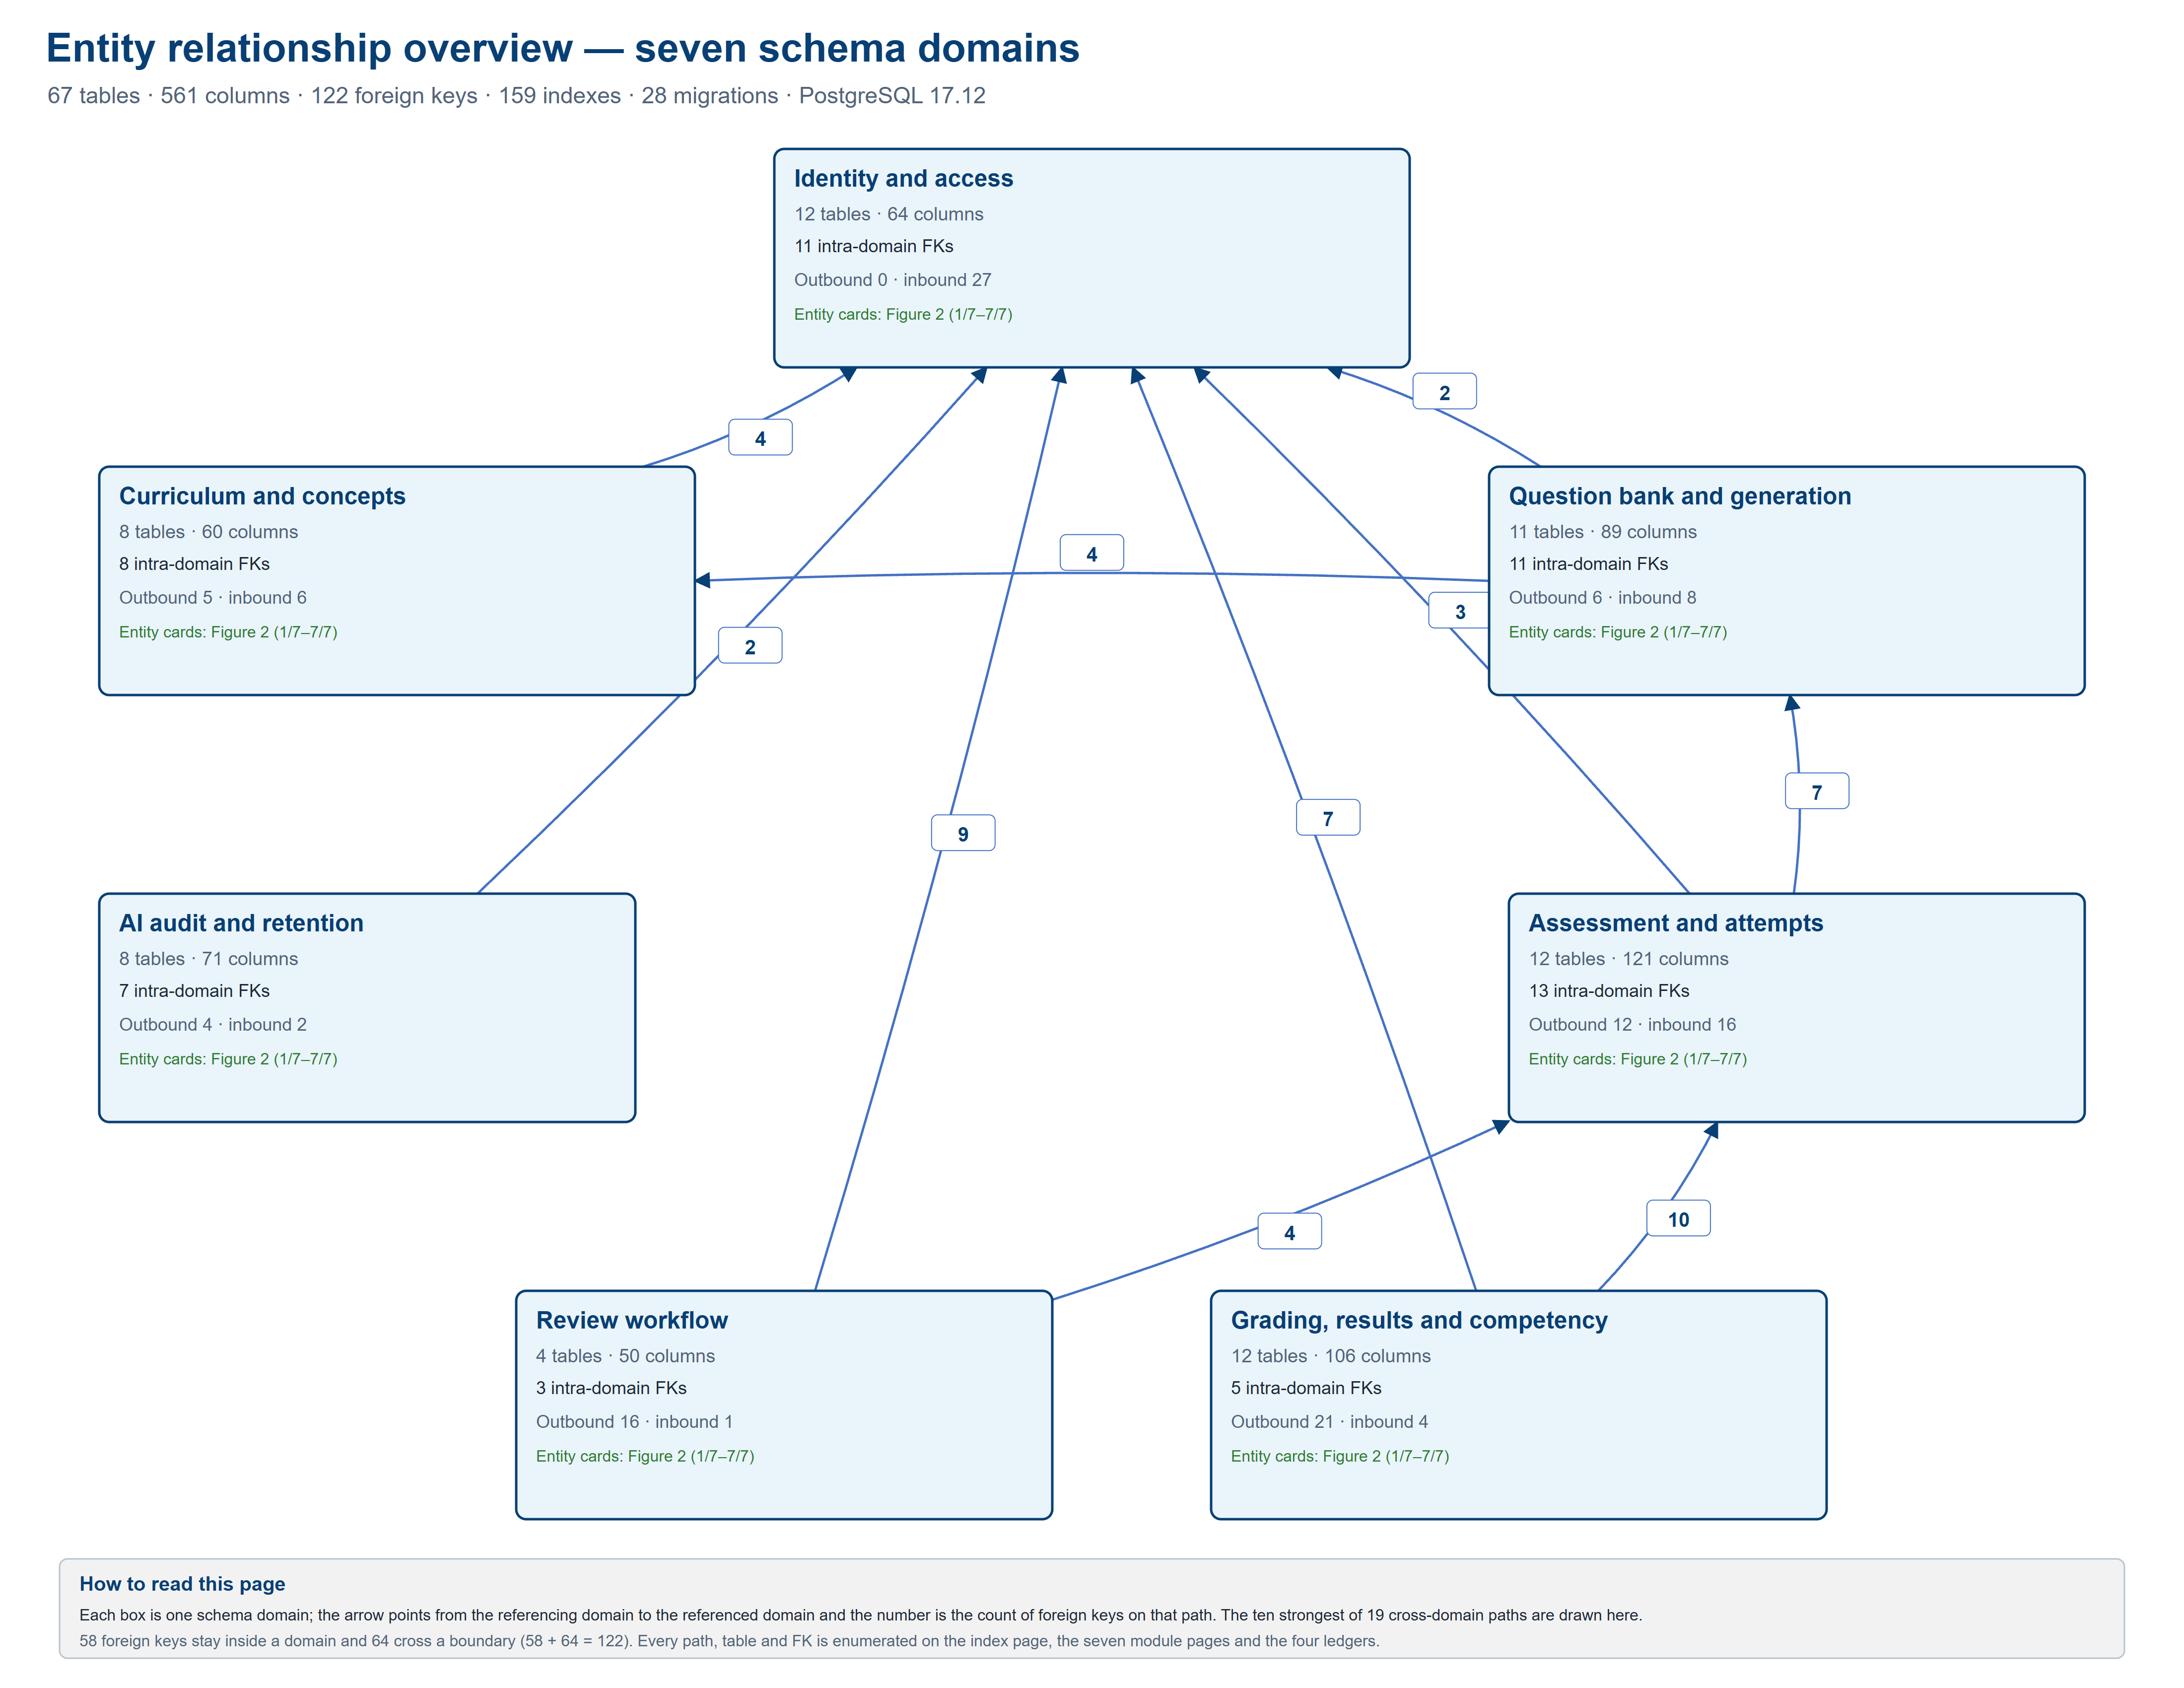 Entity relationship overview — seven schema domains
67 tables · 561 columns · 122 foreign keys · 159 indexes · 28 migrations · PostgreSQL 17.12
Identity and access
12 tables · 64 columns
11 intra-domain FKs
Outbound 0 · inbound 27
Entity cards: Figure 2 (1/7–7/7)
2
4
Curriculum and concepts
8 tables · 60 columns
8 intra-domain FKs
Outbound 5 · inbound 6
Entity cards: Figure 2 (1/7–7/7)
4
Question bank and generation
11 tables · 89 columns
11 intra-domain FKs
Outbound 6 · inbound 8
Entity cards: Figure 2 (1/7–7/7)
3
2
7
9
7
AI audit and retention
8 tables · 71 columns
7 intra-domain FKs
Outbound 4 · inbound 2
Entity cards: Figure 2 (1/7–7/7)
Assessment and attempts
12 tables · 121 columns
13 intra-domain FKs
Outbound 12 · inbound 16
Entity cards: Figure 2 (1/7–7/7)
10
4
Review workflow
4 tables · 50 columns
3 intra-domain FKs
Outbound 16 · inbound 1
Entity cards: Figure 2 (1/7–7/7)
Grading, results and competency
12 tables · 106 columns
5 intra-domain FKs
Outbound 21 · inbound 4
Entity cards: Figure 2 (1/7–7/7)
How to read this page
Each box is one schema domain; the arrow points from the referencing domain to the referenced domain and the number is the count of foreign keys on that path. The ten strongest of 19 cross-domain paths are drawn here.
58 foreign keys stay inside a domain and 64 cross a boundary (58 + 64 = 122). Every path, table and FK is enumerated on the index page, the seven module pages and the four ledgers.